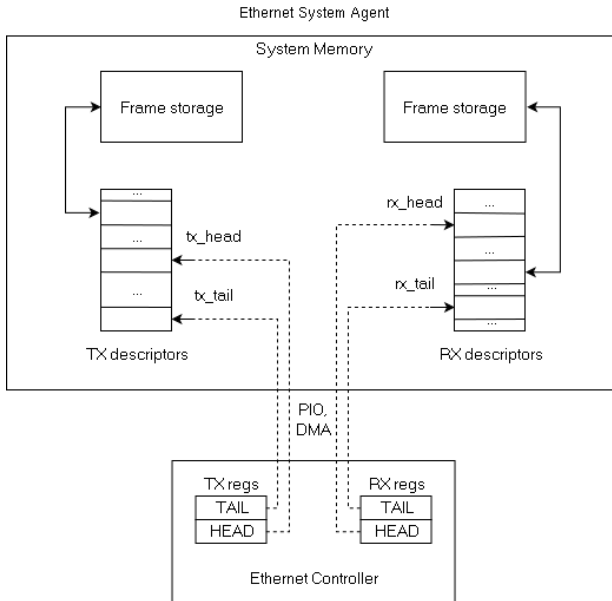 Ethernet System Agent
System Memory
Frame storage
Frame storage
...
...
...
tx_head
tx_tail
TX descriptors
rx_head
rx_tail
...
...
...
...
RX descriptors
PIO,
DMA
TX regs
TAIL
HEAD
RX regs
TAIL
HEAD
Ethernet Controller